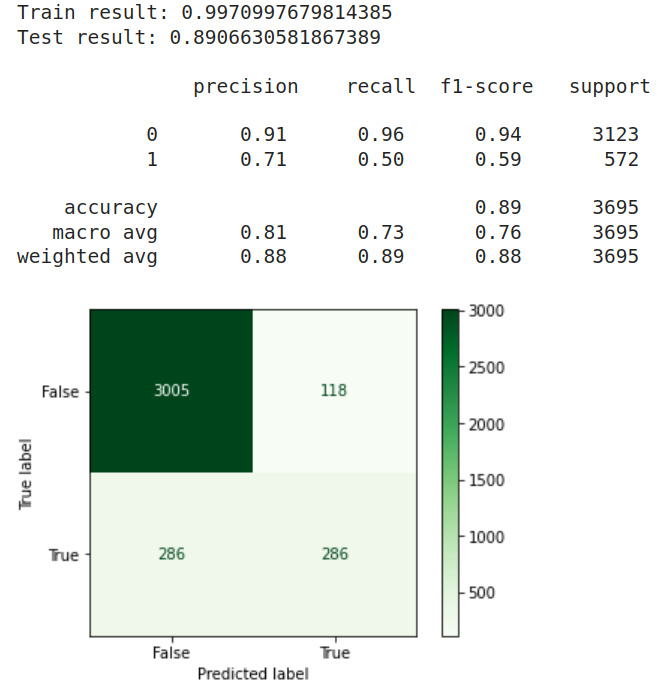 Train result: 0.9970997679814385
Test result: 0.8906630581867389
precision recall f1-score support
0 0.91 0.96 0.94 3123
1 0.71 0.50 0.59 572
accuracy 0.89 3695
macro avg 0.81 0.73 0.76 3695
weighted avg 0.88 0.89 0.88 3695
3000
2500
2000
1500
1000
500
True label
False 3005 118
True 286 286
False True
Predicted label